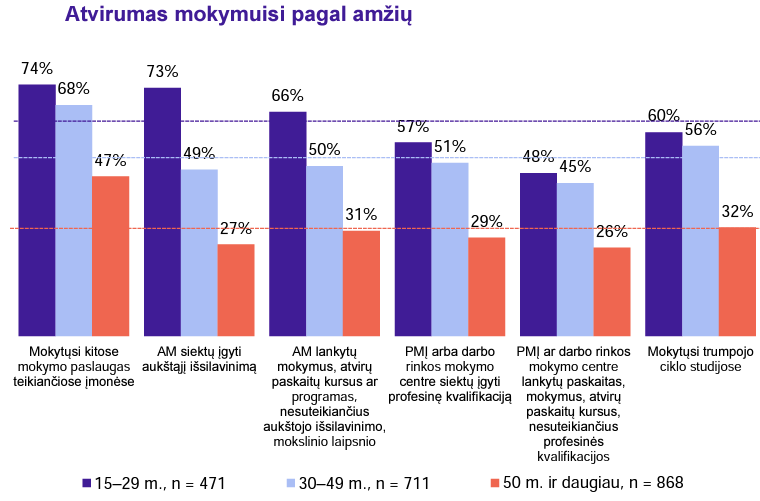 Atvirumas mokymuisi pagal amžių
74%
68%
47%
73%
49%
27%
66%
50%
31%
57%
51%
29%
48%
45%
26%
60%
56%
32%
Mokytųsi kitose
mokymo paslaugas
teikiančiose įmonėse
AM siektų įgyti
aukštąjį išsilavinimą
AM lankytų
mokymus, atvirų
paskaitų kursus ar
programas,
nesuteikiančius
aukštojo išsilavinimo,
mokslinio laipsnio
PMĮ arba darbo
rinkos mokymo
centre siektų įgyti
profesinę kvalifikaciją
PMĮ ar darbo rinkos
mokymo centre
lankytų paskaitas,
mokymus, atvirų
paskaitų kursus,
nesuteikiančius
profesinės
kvalifikacijos
Mokytųsi trumpojo
ciklo studijose
15–29 m., n = 471
30–49 m., n = 711
50 m. ir daugiau, n = 868